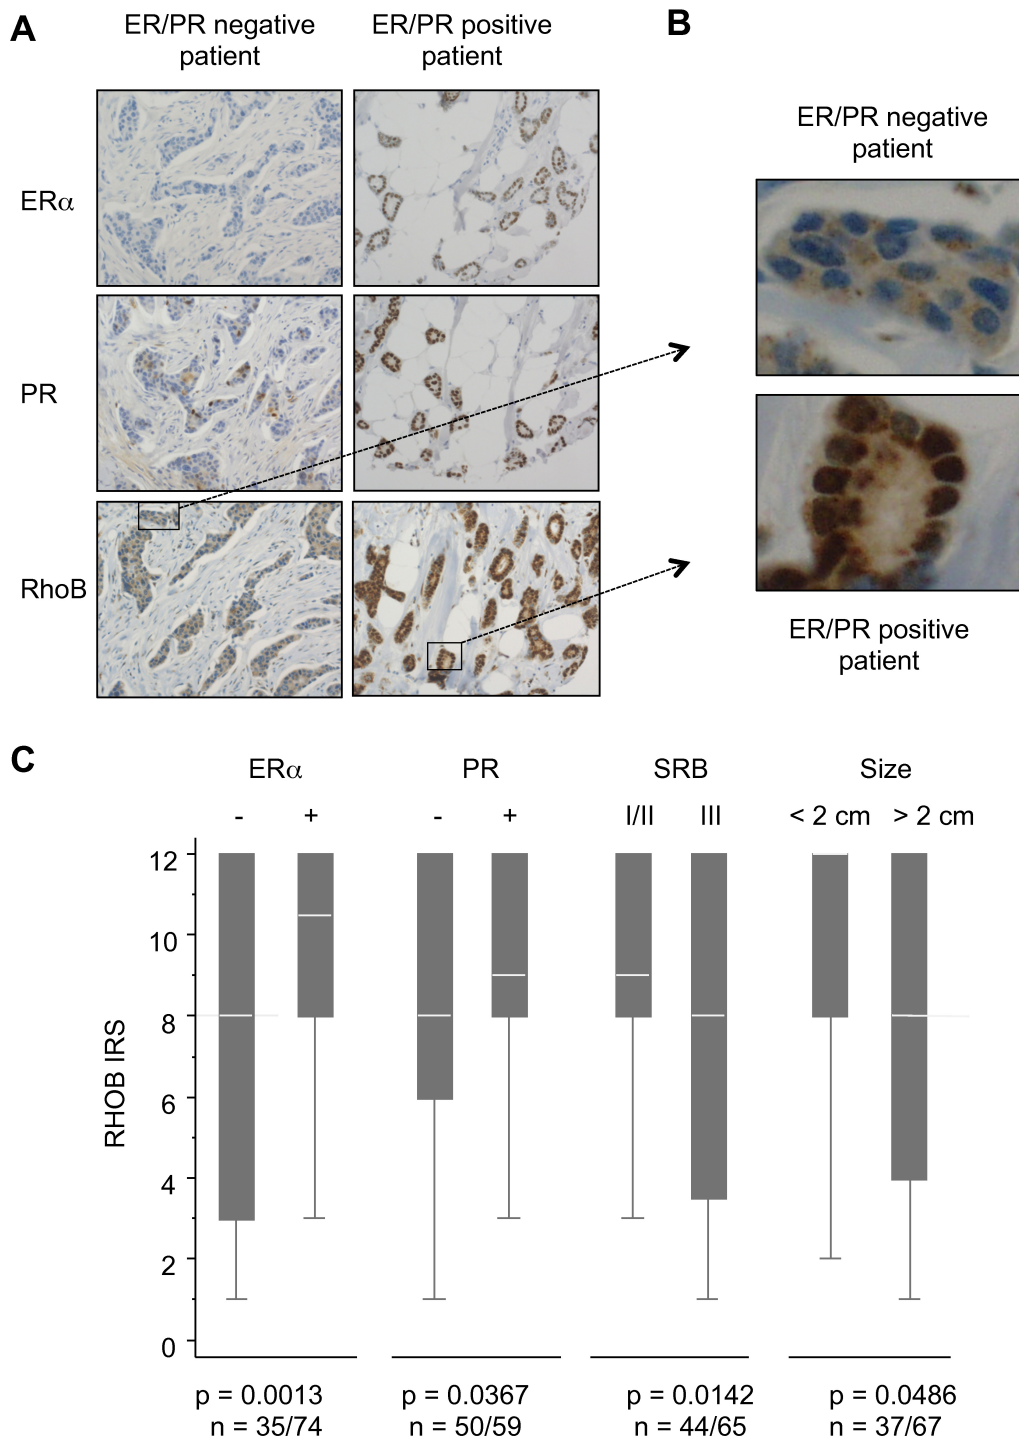 A
ER/PR negative
patient
ER/PR positive
patient
B
ER/PR negative
patient
ERα
PR
RhoB
ER/PR positive
patient
C
ERα PR SRB Size
- + - + I/II III < 2 cm > 2 cm
12
10
8
6
4
2
0
RHOB IRS
p = 0.0013 p = 0.0367 p = 0.0142 p = 0.0486
n = 35/74 n = 50/59 n = 44/65 n = 37/67